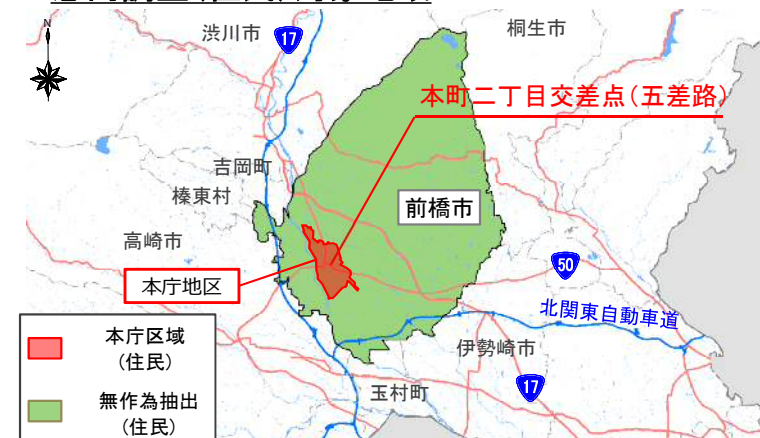 N
渋川市
17
桐生市
本町二丁目交差点(五差路)
吉岡町
榛東村
前橋市
高崎市
本庁地区
50
北関東自動車道
伊勢崎市
17
玉村町
本庁区域
(住民)
無作為抽出
(住民)